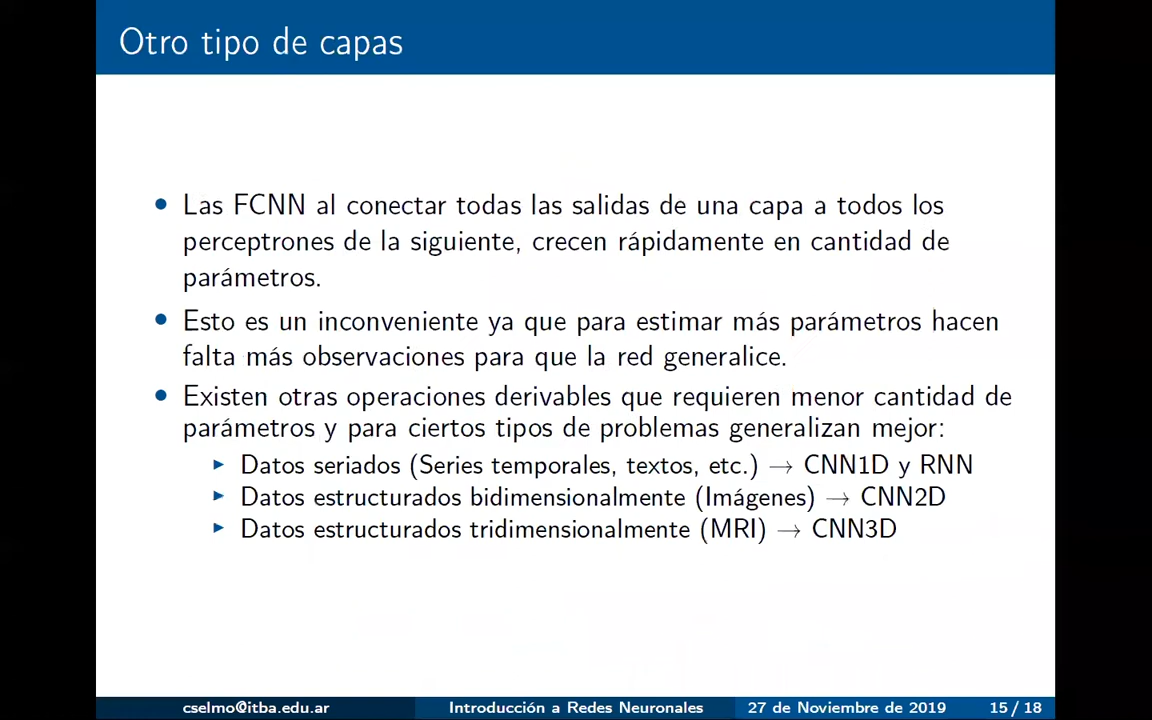 Otro tipo de capas
• Las FCNN al conectar todas las salidas de una capa a todos los
perceptrones de la siguiente, crecen rápidamente en cantidad de
parámetros.
• Esto es un inconveniente ya que para estimar más parámetros hacen
falta más observaciones para que la red generalice.
• Existen otras operaciones derivables que requieren menor cantidad de
parámetros y para ciertos tipos de problemas generalizan mejor:
▶ Datos seriados (Series temporales, textos, etc.) → CNN1D y RNN
▶ Datos estructurados bidimensionalmente (Imágenes) → CNN2D
▶ Datos estructurados tridimensionalmente (MRI) → CNN3D
cselmo@itba.edu.ar Introducción a Redes Neuronales 27 de Noviembre de 2019 15 / 18